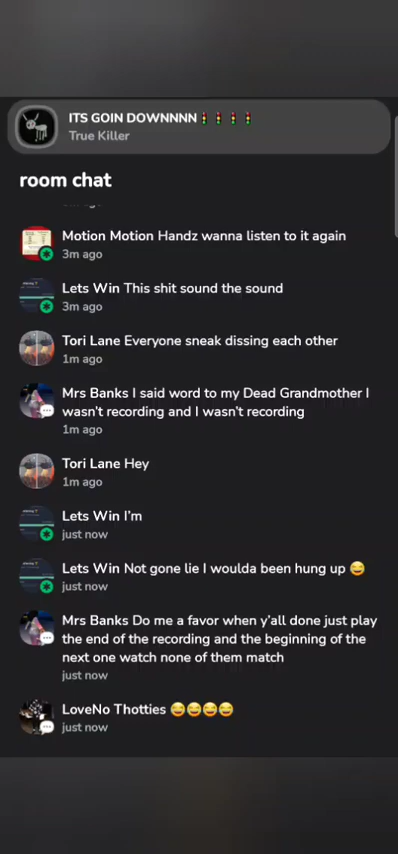 ITS GOIN DOWNNNN🚦🚦🚦🚦
True Killer
room chat
Motion Motion Handz wanna listen to it again
3m ago
Lets Win This shit sound the sound
3m ago
Tori Lane Everyone sneak dissing each other
1m ago
Mrs Banks I said word to my Dead Grandmother I
wasn't recording and I wasn't recording
1m ago
Tori Lane Hey
1m ago
Lets Win I'm
just now
Lets Win Not gone lie I woulda been hung up 😂
just now
Mrs Banks Do me a favor when y'all done just play
the end of the recording and the beginning of the
next one watch none of them match
just now
LoveNo Thotties 😂😂😂😂
just now